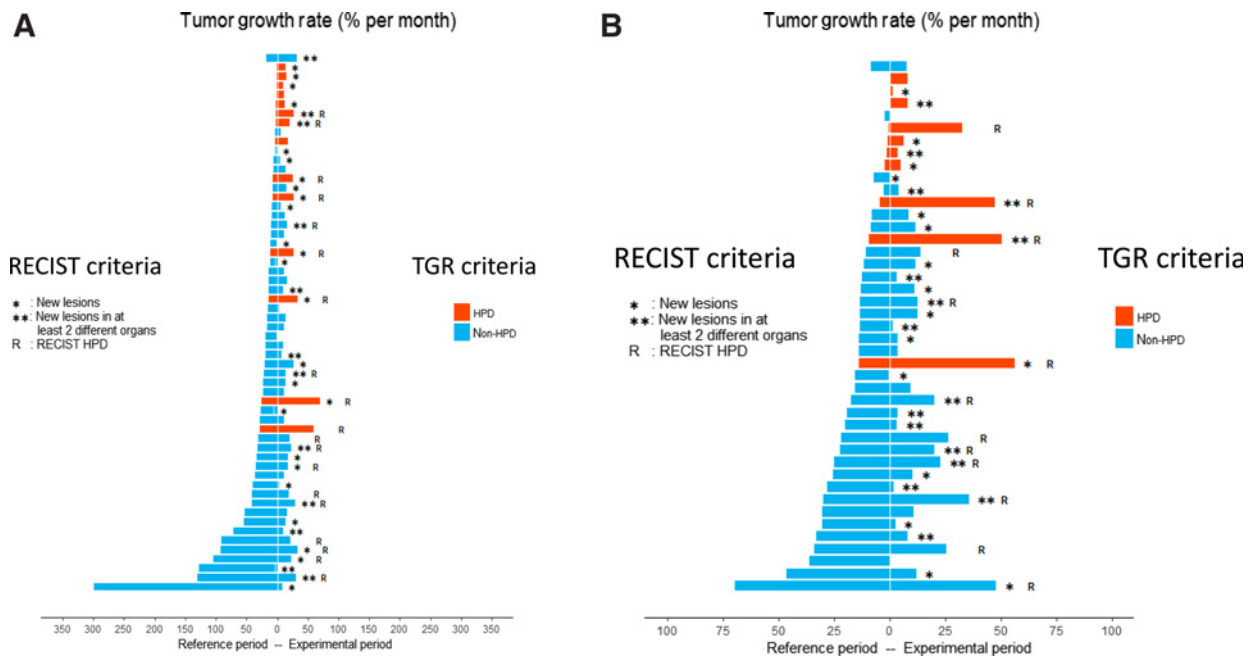 A
Tumor growth rate (% per month)
**
*
*
*
*
** R
** R
*
*
* R
*
* R
*
** R
*
* R
*
**
* R
**
*
** R
*
* R
*
R
R
** R
*
* R
*
R
** R
*
**
R
* R
* R
**
** R
*
RECIST criteria
* : New lesions
**: New lesions in at
least 2 different organs
R : RECIST HPD
TGR criteria
HPD
Non-HPD
350 300 250 200 150 100 50 0 50 100 150 200 250 300 350
Reference period -- Experimental period
B
Tumor growth rate (% per month)
*
**
R
*
**
*
*
**
** R
*
*
** R
R
*
**
*
** R
*
**
*
* R
*
** R
**
**
R
** R
** R
*
**
** R
*
**
R
*
* R
RECIST criteria
* : New lesions
**: New lesions in at
least 2 different organs
R : RECIST HPD
TGR criteria
HPD
Non-HPD
100 75 50 25 0 25 50 75 100
Reference period -- Experimental period